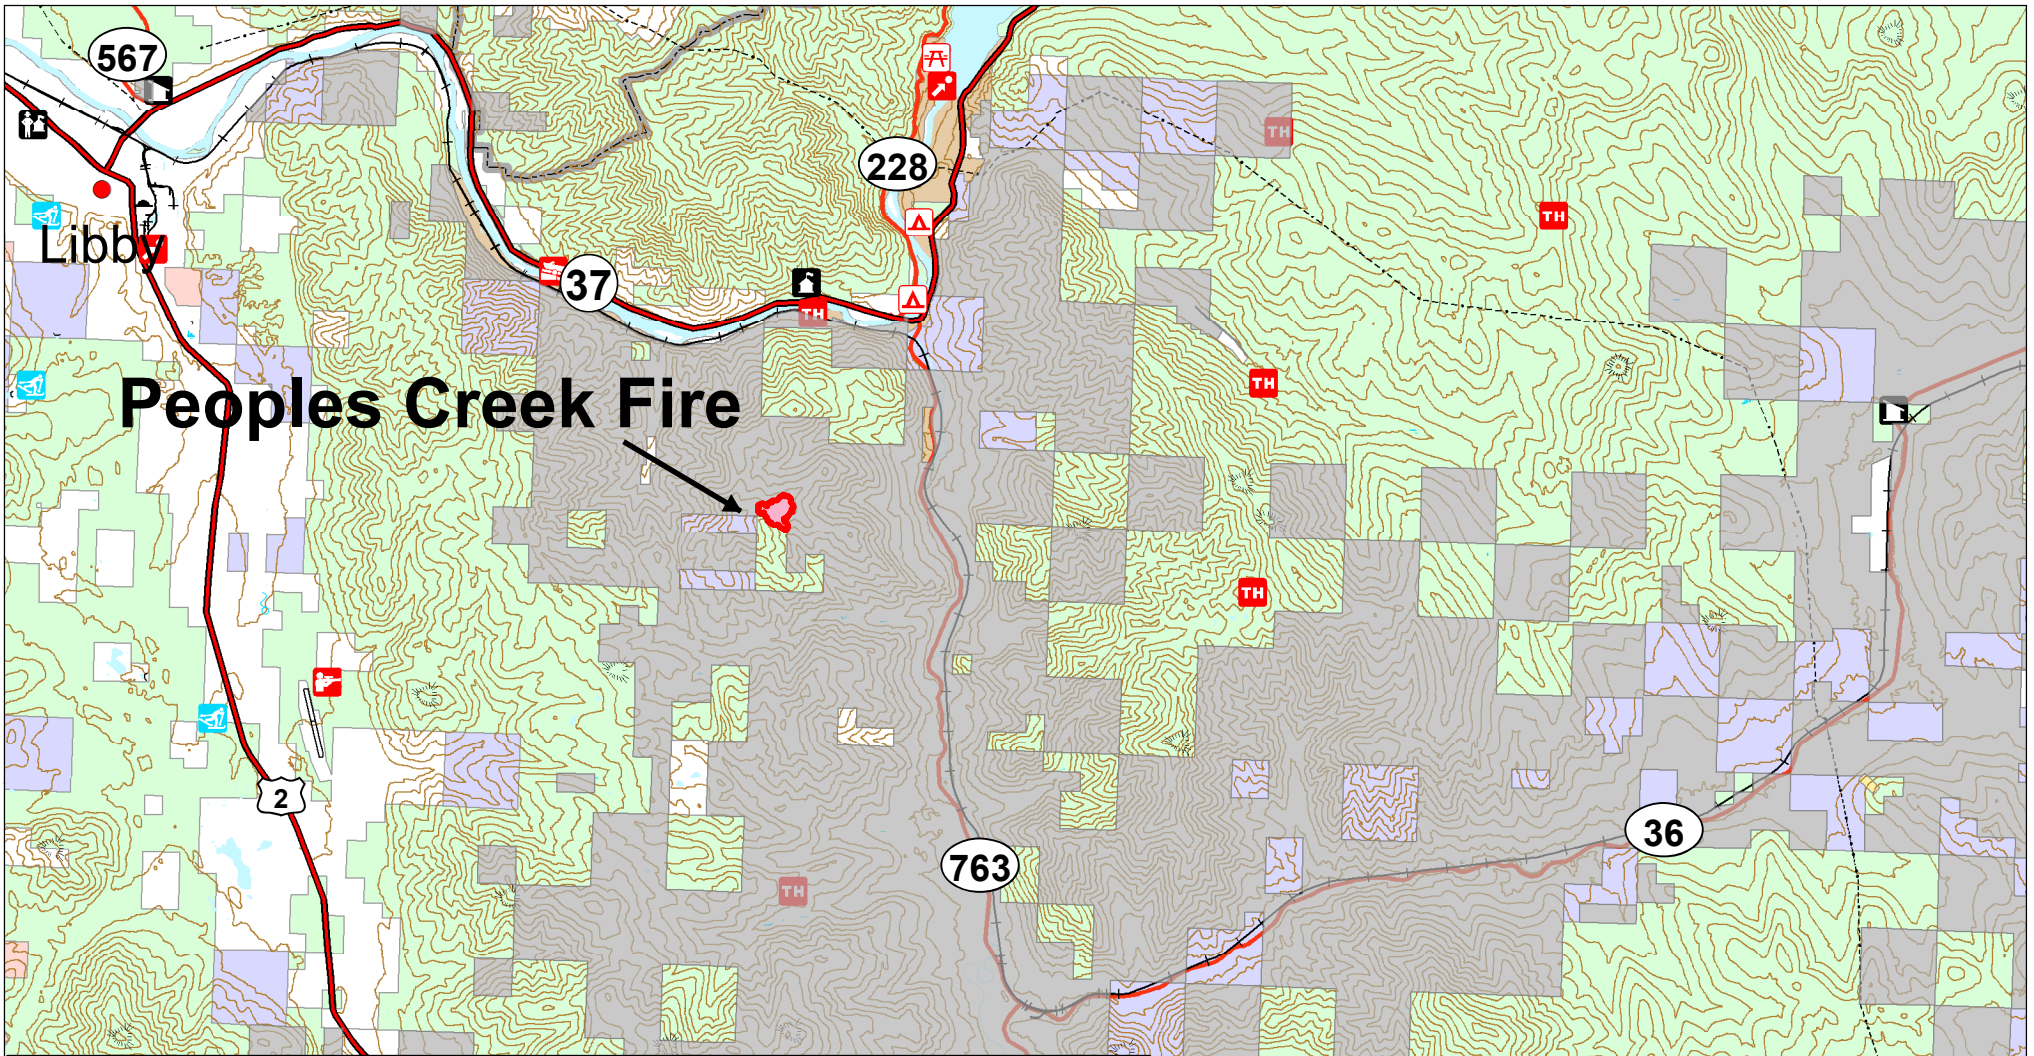 567
228
TH
TH
Libby
37
TH
TH
Peoples Creek Fire
TH
2
36
763
TH